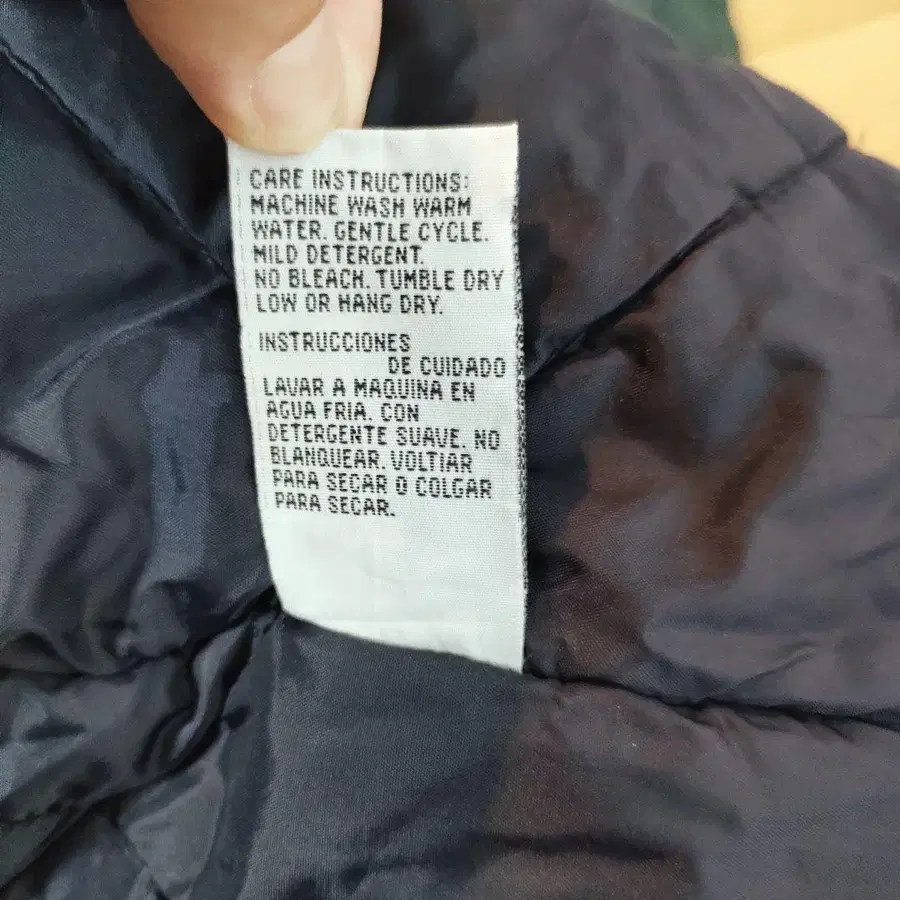 CARE INSTRUCTIONS:
MACHINE WASH WARM
WATER. GENTLE CYCLE.
MILD DETERGENT.
NO BLEACH. TUMBLE DRY
LOW OR HANG DRY.
INSTRUCCIONES
DE CUIDADO
LAVAR A MAQUINA EN
AGUA FRIA. CON
DETERGENTE SUAVE. NO
BLANQUEAR. VOLTIAR
PARA SECAR O COLGAR
PARA SECAR.